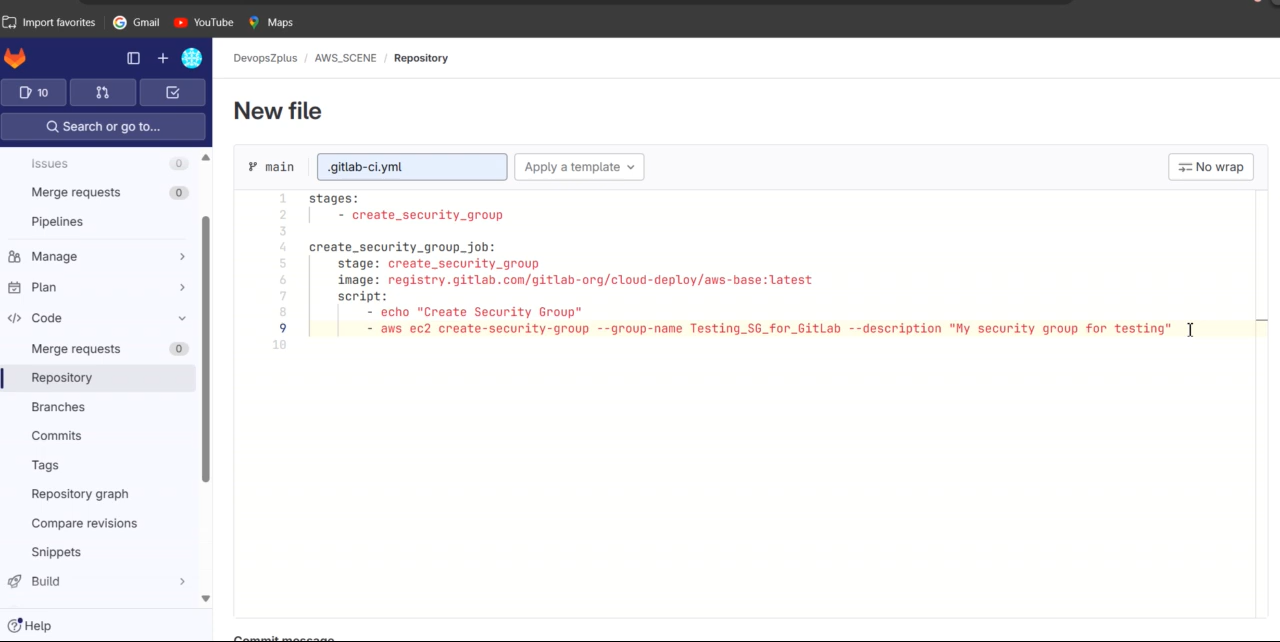 Import favorites Gmail YouTube Maps
DevopsZplus / AWS_SCENE / Repository
10
Search or go to...
Issues 0
Merge requests 0
Pipelines
Manage
Plan
Code
Merge requests 0
Repository
Branches
Commits
Tags
Repository graph
Compare revisions
Snippets
Build
Help
New file
main .gitlab-ci.yml Apply a template No wrap
1 stages:
2 - create_security_group
3
4 create_security_group_job:
5 stage: create_security_group
6 image: registry.gitlab.com/gitlab-org/cloud-deploy/aws-base:latest
7 script:
8 - echo "Create Security Group"
9 - aws ec2 create-security-group --group-name Testing_SG_for_GitLab --description "My security group for testing"
10
Commit message